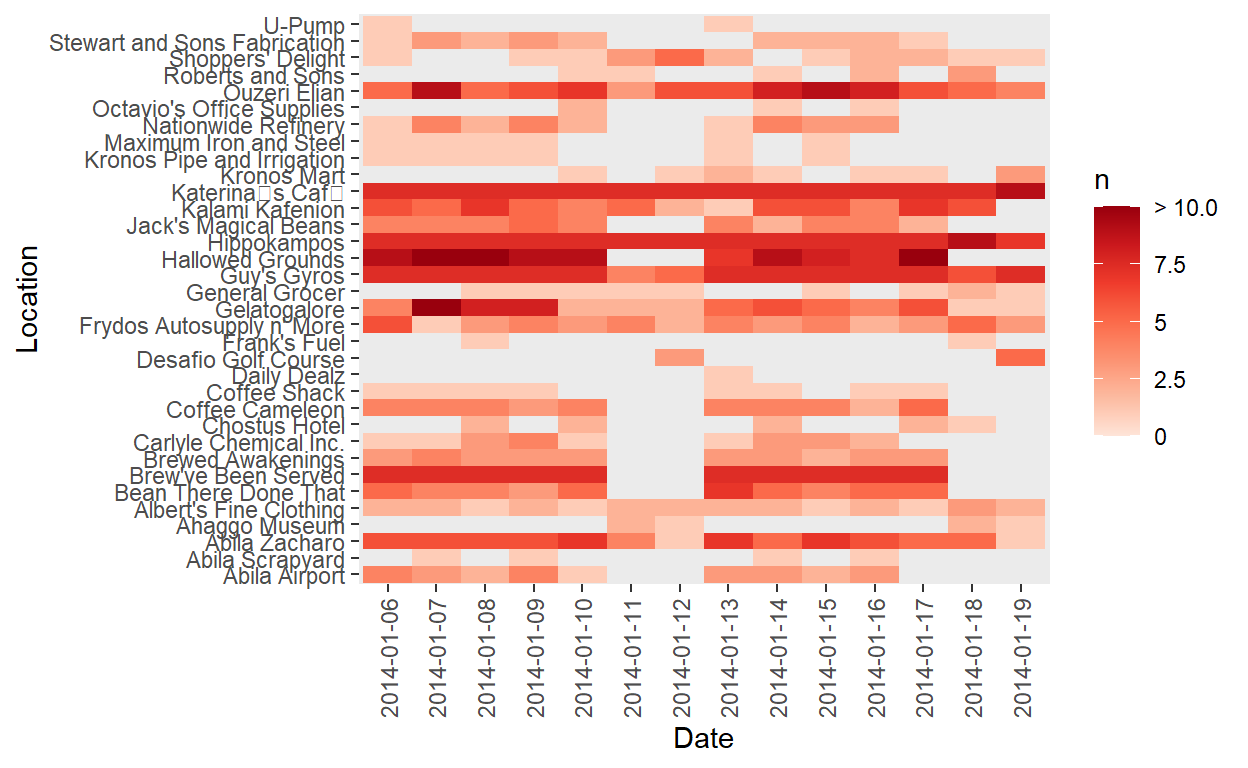 U-Pump
Stewart and Sons Fabrication
Shoppers' Delight
Roberts and Sons
Ouzeri Elian
Octavio's Office Supplies
Nationwide Refinery
Maximum Iron and Steel
Kronos Pipe and Irrigation
Kronos Mart
Katerina▯s Caf▯
Kalami Kafenion
Jack's Magical Beans
Hippokampos
Hallowed Grounds
Guy's Gyros
General Grocer
Gelatogalore
Frydos Autosupply n' More
Frank's Fuel
Desafio Golf Course
Daily Dealz
Coffee Shack
Coffee Cameleon
Chostus Hotel
Carlyle Chemical Inc.
Brewed Awakenings
Brew've Been Served
Bean There Done That
Albert's Fine Clothing
Ahaggo Museum
Abila Zacharo
Abila Scrapyard
Abila Airport
Location
2014-01-06
2014-01-07
2014-01-08
2014-01-09
2014-01-10
2014-01-11
2014-01-12
2014-01-13
2014-01-14
2014-01-15
2014-01-16
2014-01-17
2014-01-18
2014-01-19
Date
n
> 10.0
7.5
5
2.5
0